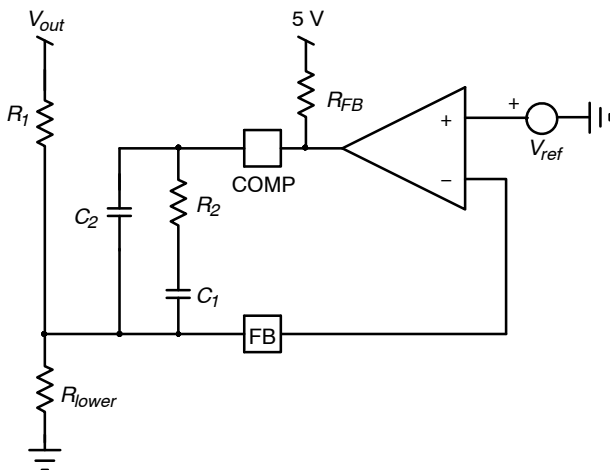 V_out
5 V
R_1
R_FB
+
+
V_ref
COMP
−
C_2
R_2
C_1
FB
R_lower